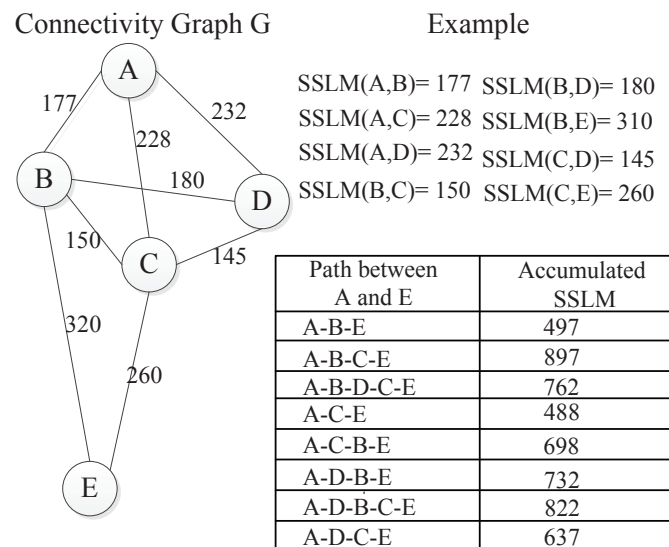 Connectivity Graph G
A
177
232
228
B
180
D
150
C
145
320
260
E
Example
SSLM(A,B)= 177 SSLM(B,D)= 180
SSLM(A,C)= 228 SSLM(B,E)= 310
SSLM(A,D)= 232 SSLM(C,D)= 145
SSLM(B,C)= 150 SSLM(C,E)= 260
Path between A and E Accumulated SSLM
A-B-E 497
A-B-C-E 897
A-B-D-C-E 762
A-C-E 488
A-C-B-E 698
A-D-B-E 732
A-D-B-C-E 822
A-D-C-E 637